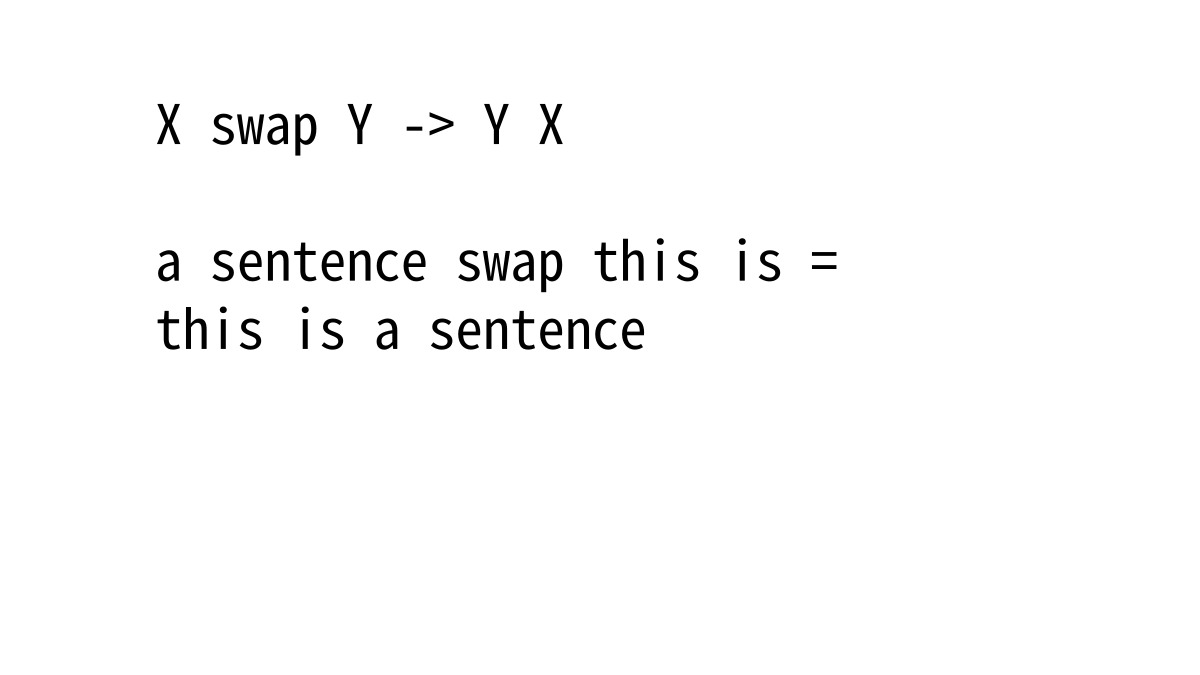 X swap Y -> Y X
a sentence swap this is =
this is a sentence